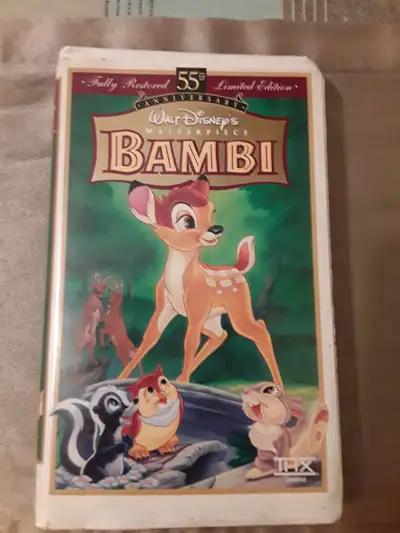 Fully Restored 55TH Limited Edition
ANNIVERSARY
WALT DISNEY'S
MASTERPIECE
BAMBI
THX